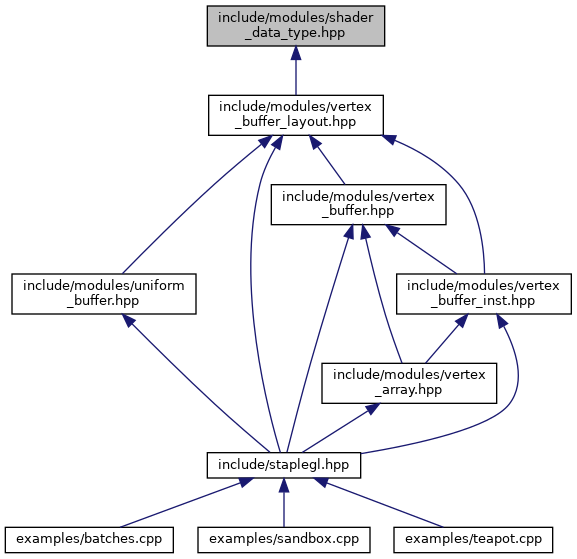 include/modules/shader
_data_type.hpp
include/modules/vertex
_buffer_layout.hpp
include/modules/vertex
_buffer.hpp
include/modules/uniform
_buffer.hpp
include/modules/vertex
_buffer_inst.hpp
include/modules/vertex
_array.hpp
include/staplegl.hpp
examples/batches.cpp
examples/sandbox.cpp
examples/teapot.cpp